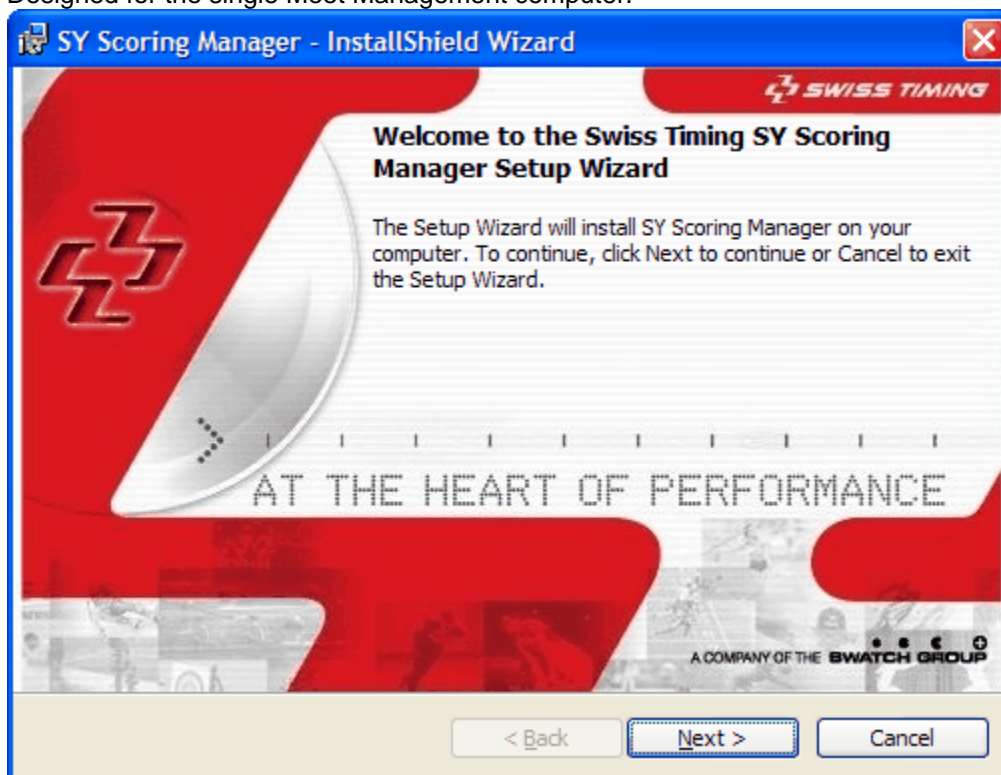 Designed for the single Meet Management computer.
SY Scoring Manager - InstallShield Wizard
SWISS TIMING
Welcome to the Swiss Timing SY Scoring
Manager Setup Wizard
The Setup Wizard will install SY Scoring Manager on your
computer. To continue, click Next to continue or Cancel to exit
the Setup Wizard.
AT THE HEART OF PERFORMANCE
A COMPANY OF THE SWATCH GROUP
< Back
Next >
Cancel